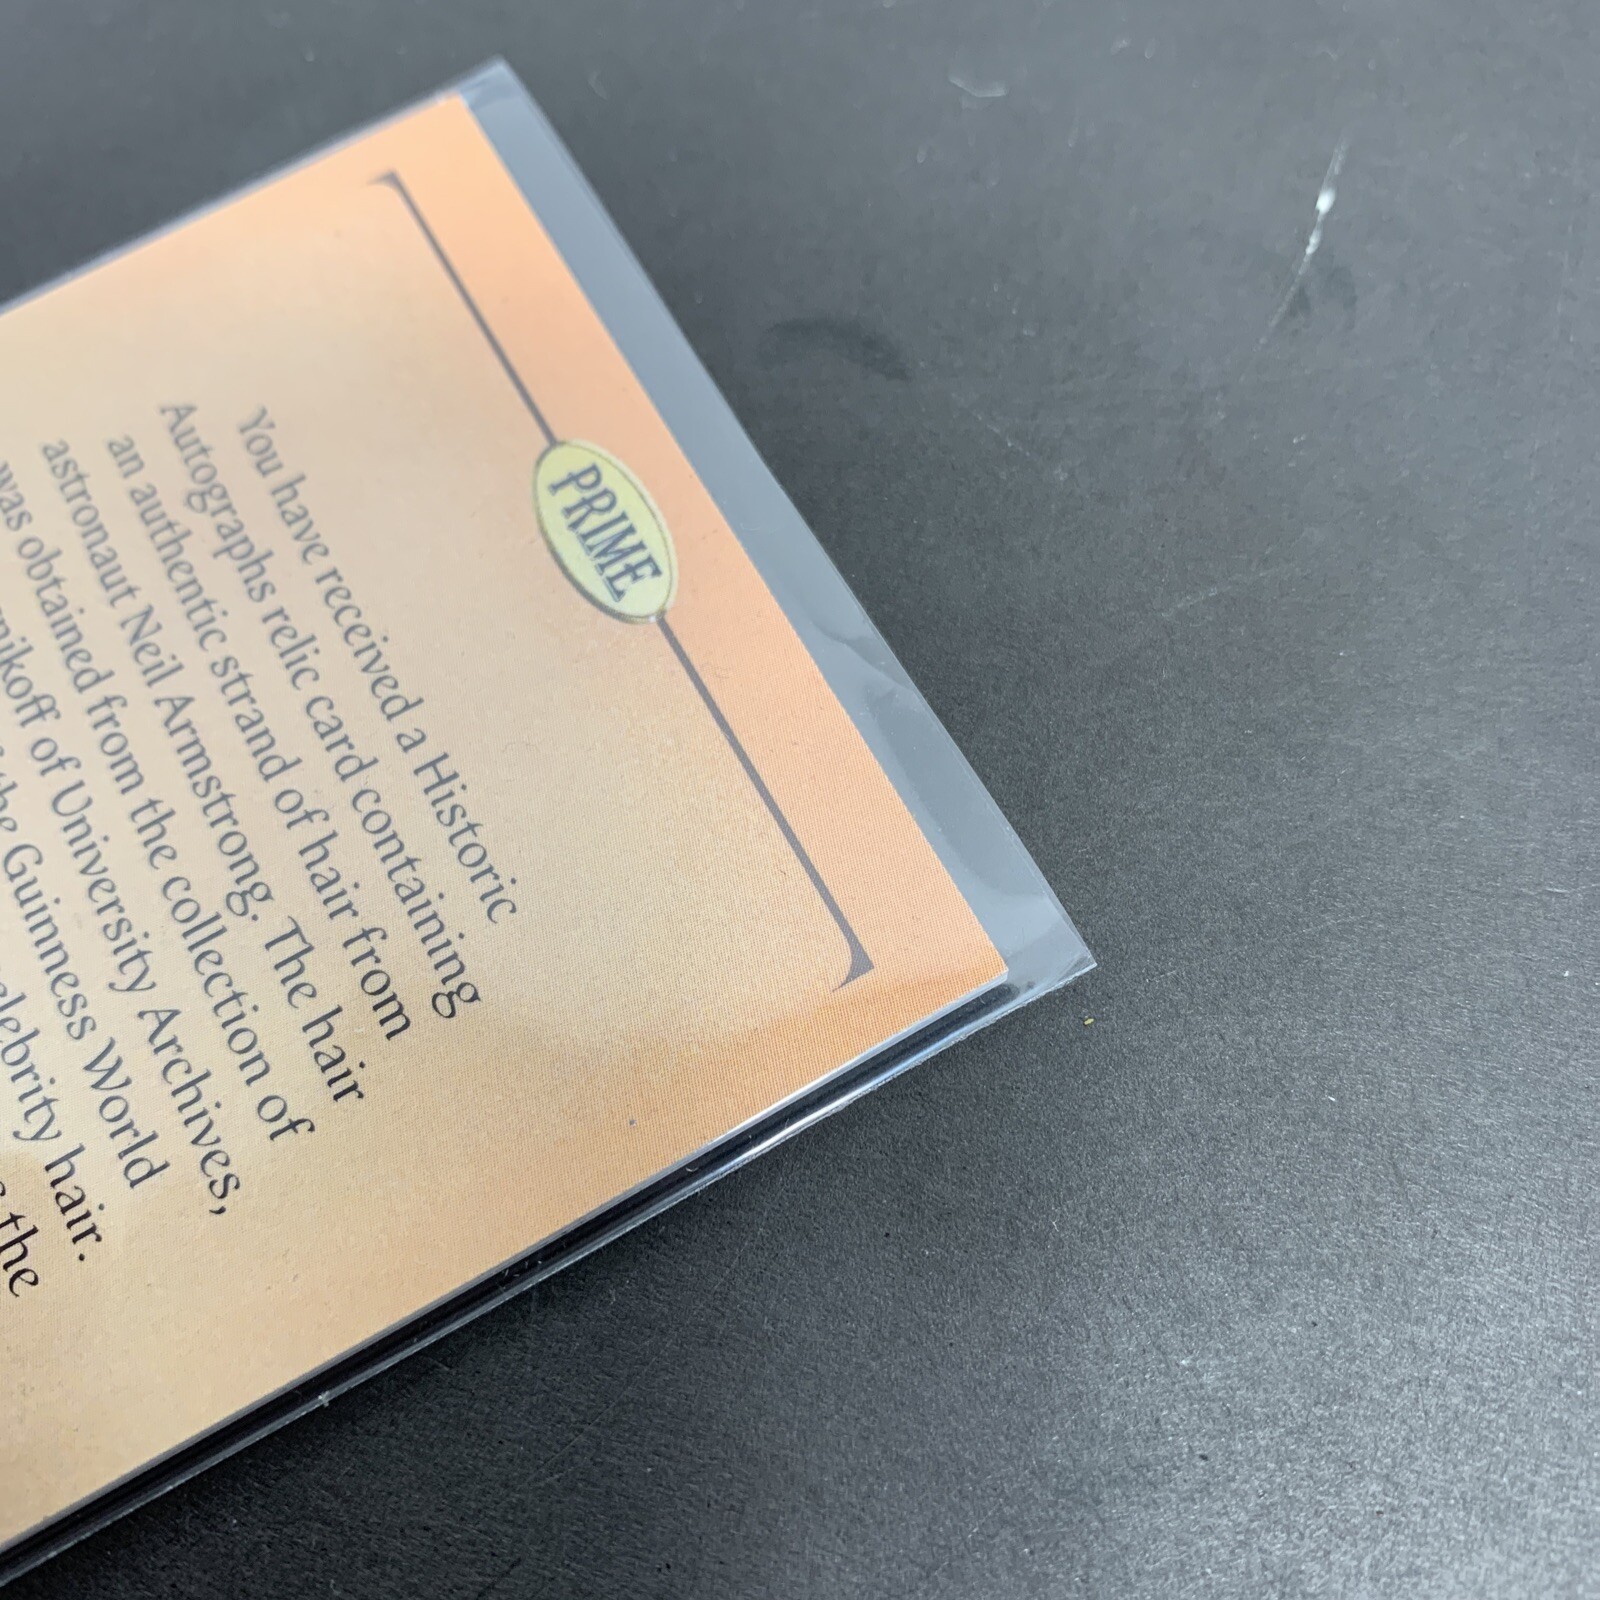 PRIME
You have received a Historic
Autographs relic card containing
an authentic strand of hair from
astronaut Neil Armstrong. The hair
was obtained from the collection of
of University Archives,
the Guinness World
hair.
the